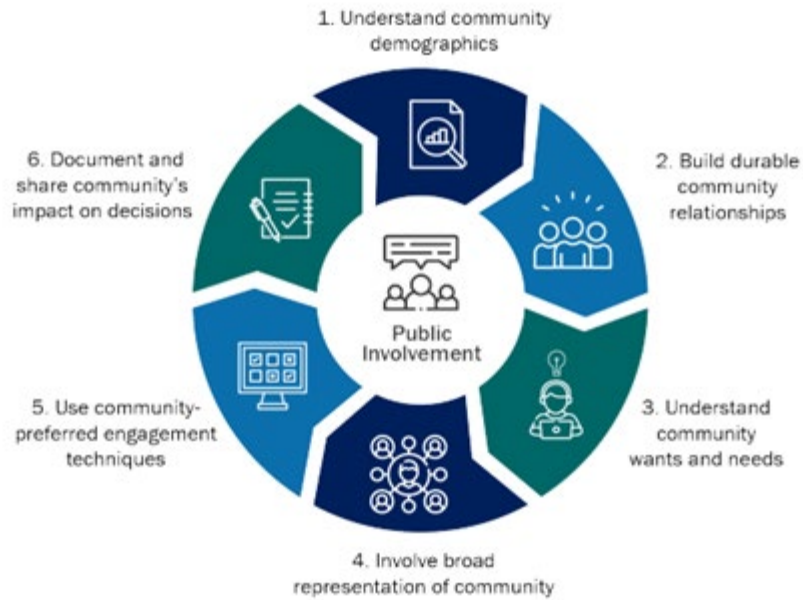 1. Understand community
demographics
2. Build durable
community
relationships
3. Understand
community
wants and needs
4. Involve broad
representation of community
5. Use community-
preferred engagement
techniques
6. Document and
share community's
impact on decisions
Public
Involvement